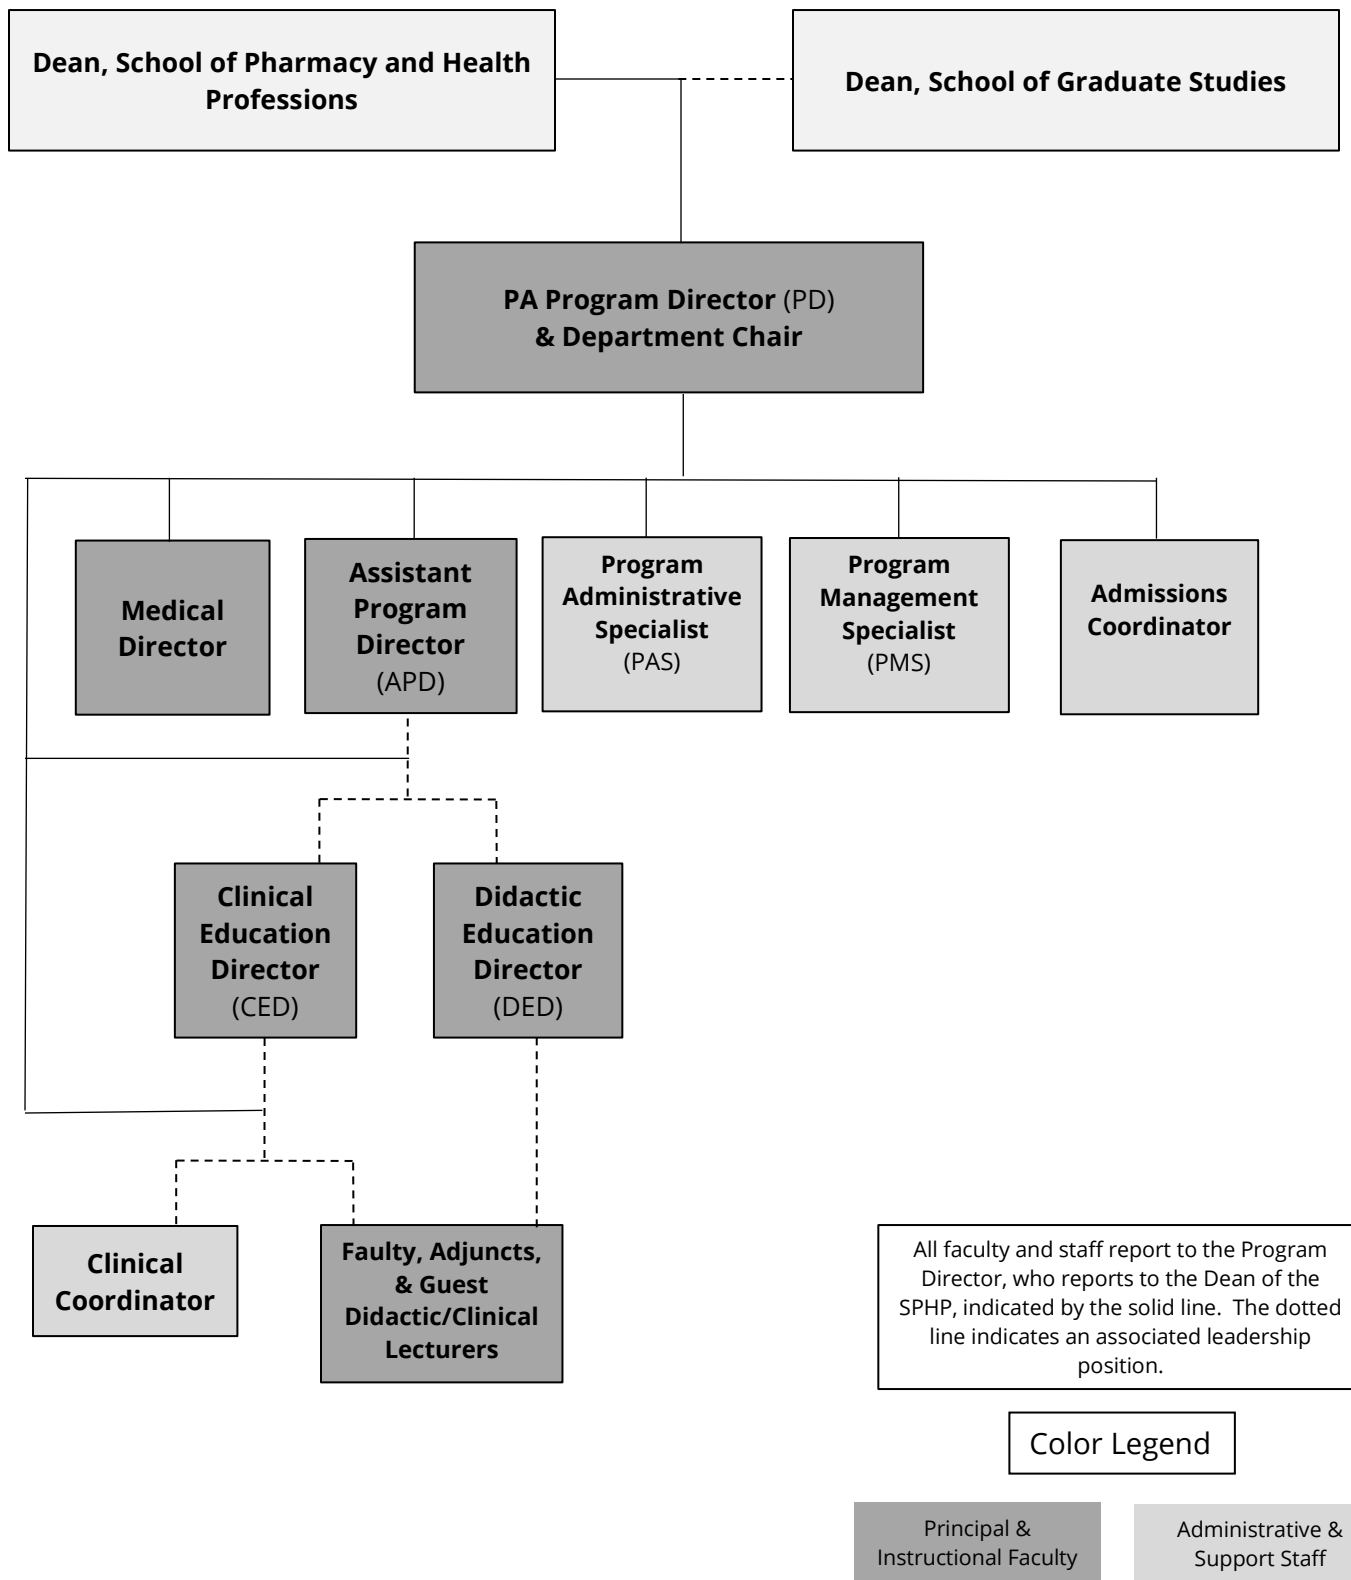 Dean, School of Pharmacy and Health
Professions
Dean, School of Graduate Studies
PA Program Director (PD)
& Department Chair
Medical
Director
Assistant
Program
Director
(APD)
Program
Administrative
Specialist
(PAS)
Program
Management
Specialist
(PMS)
Admissions
Coordinator
Clinical
Education
Director
(CED)
Didactic
Education
Director
(DED)
Clinical
Coordinator
Faulty, Adjuncts,
& Guest
Didactic/Clinical
Lecturers
All faculty and staff report to the Program
Director, who reports to the Dean of the
SPHP, indicated by the solid line.  The dotted
line indicates an associated leadership
position.
Color Legend
Principal &
Instructional Faculty
Administrative &
Support Staff